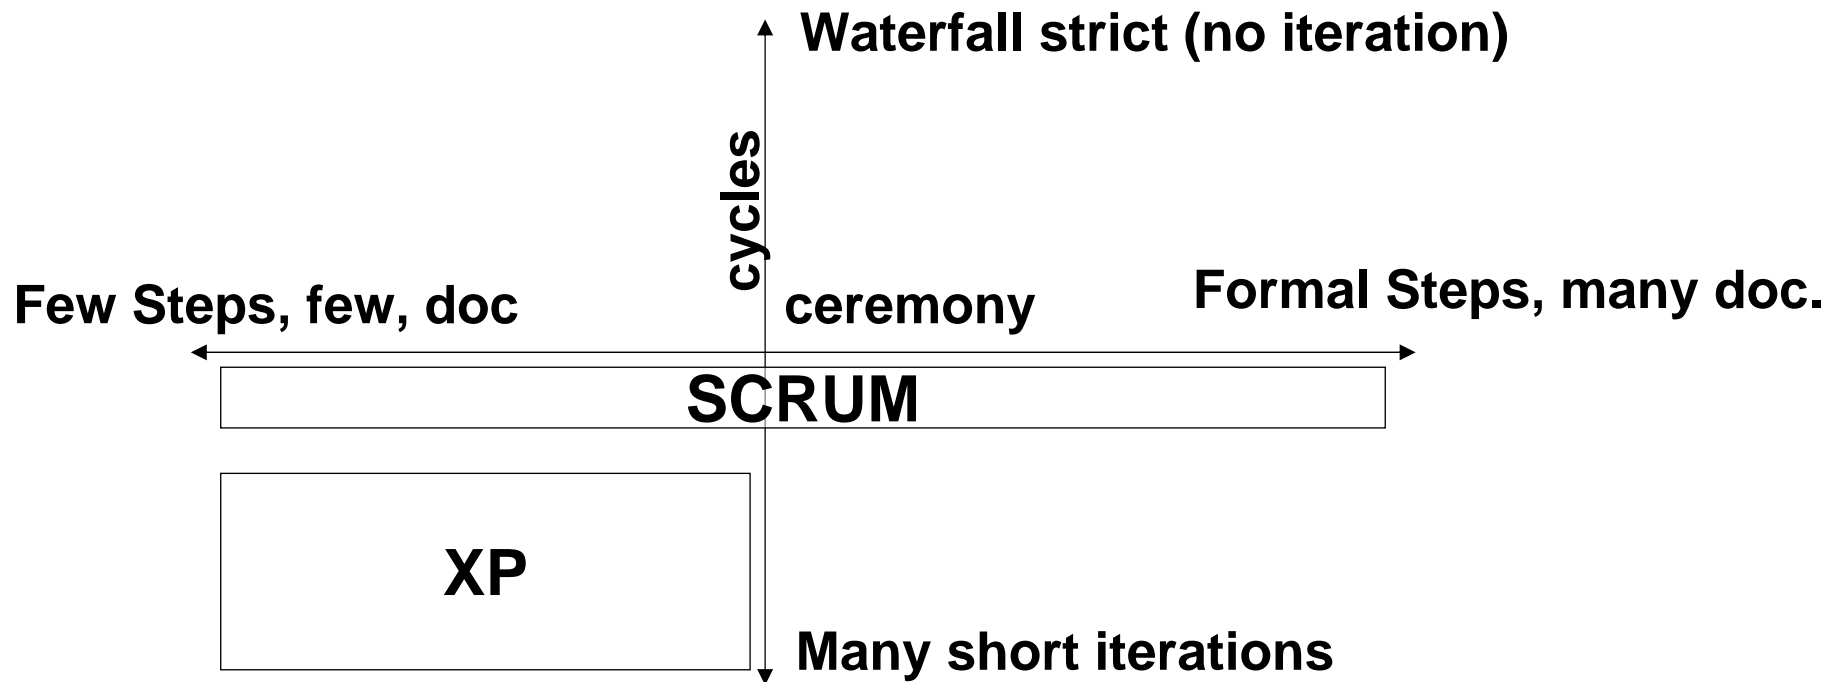 Waterfall strict (no iteration)
cycles
Few Steps, few, doc
ceremony
Formal Steps, many doc.
SCRUM
XP
Many short iterations